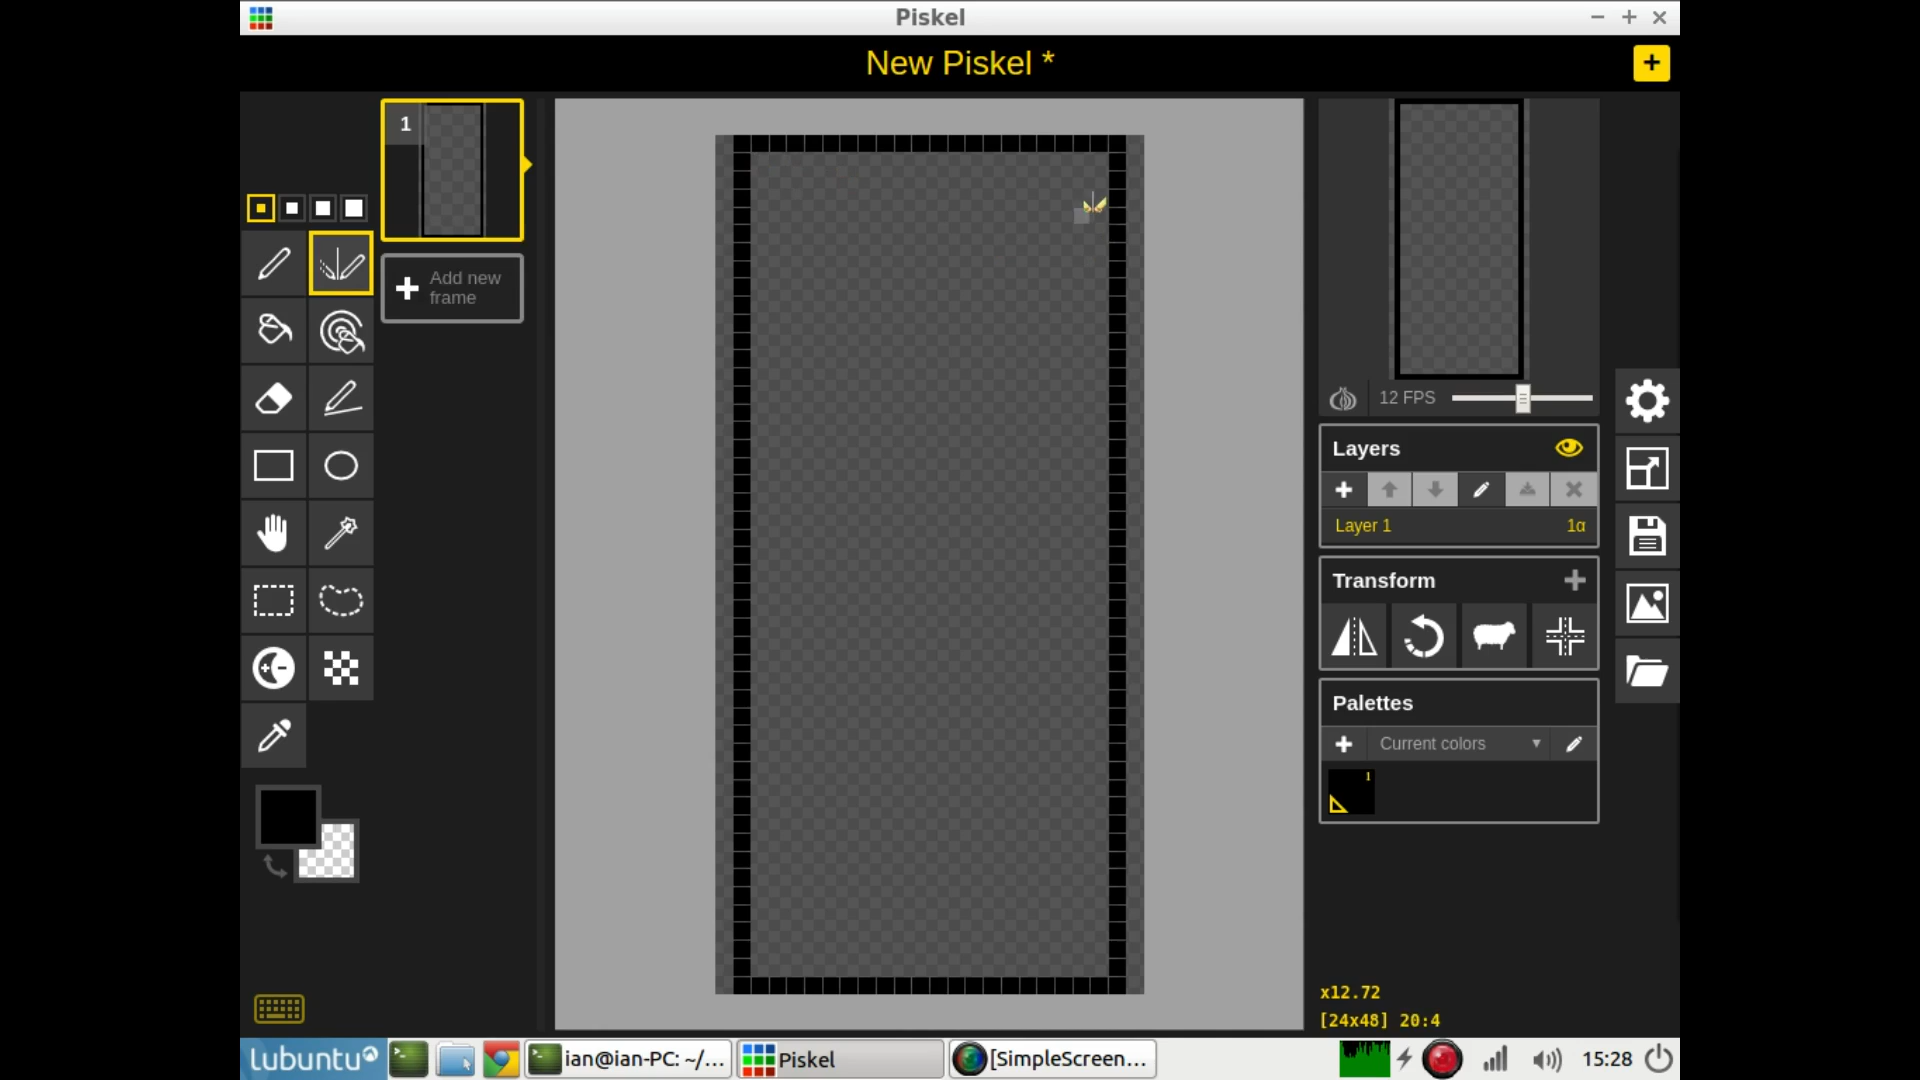 Piskel
New Piskel *
+
1
Add new
frame
12 FPS
Layers
Layer 1
1α
Transform
Palettes
Current colors
1
x12.72
[24x48] 20:4
lubuntu
ian@ian-PC: ~/...
Piskel
[SimpleScreen...
15:28